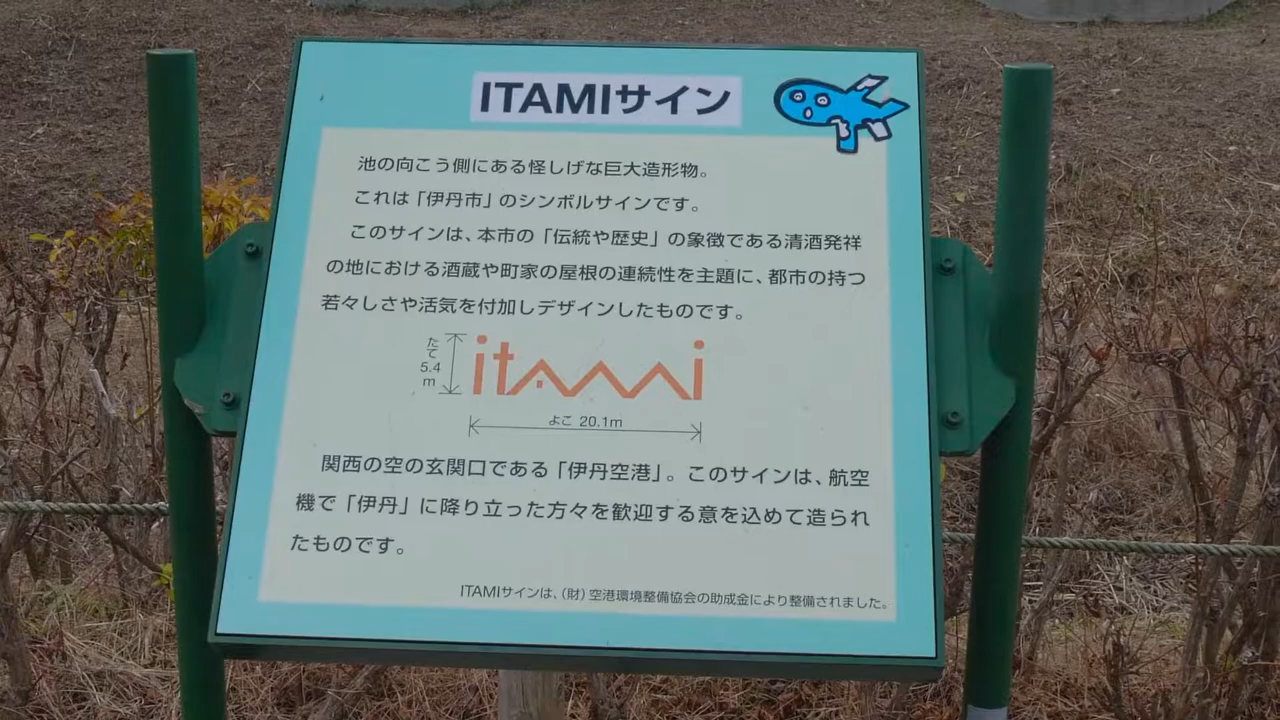 ITAMIサイン
池の向こう側にある怪しげな巨大造形物。
これは「伊丹市」のシンボルサインです。
このサインは、本市の「伝統や歴史」の象徴である清酒発祥
の地における酒蔵や町家の屋根の連続性を主題に、都市の持つ
若々しさや活気を付加しデザインしたものです。
たて
5.4
m
itami
よこ 20.1m
関西の空の玄関口である「伊丹空港」。このサインは、航空
機で「伊丹」に降り立った方々を歓迎する意を込めて造られ
たものです。
ITAMIサインは、(財)空港環境整備協会の助成金により整備されました。